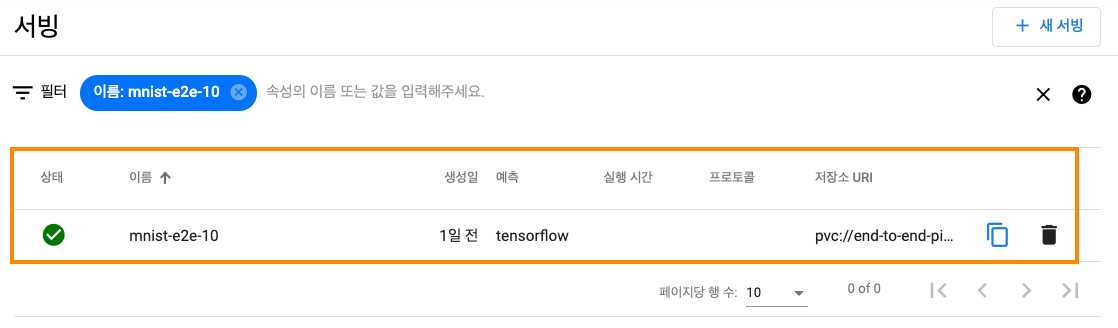 서빙
새 서빙
필터 이름: mnist-e2e-10 속성의 이름 또는 값을 입력해주세요.
상태 이름 생성일 예측 실행 시간 프로토콜 저장소 URI
mnist-e2e-10 1일 전 tensorflow pvc://end-to-end-pi...
페이지당 행 수: 10 0 of 0